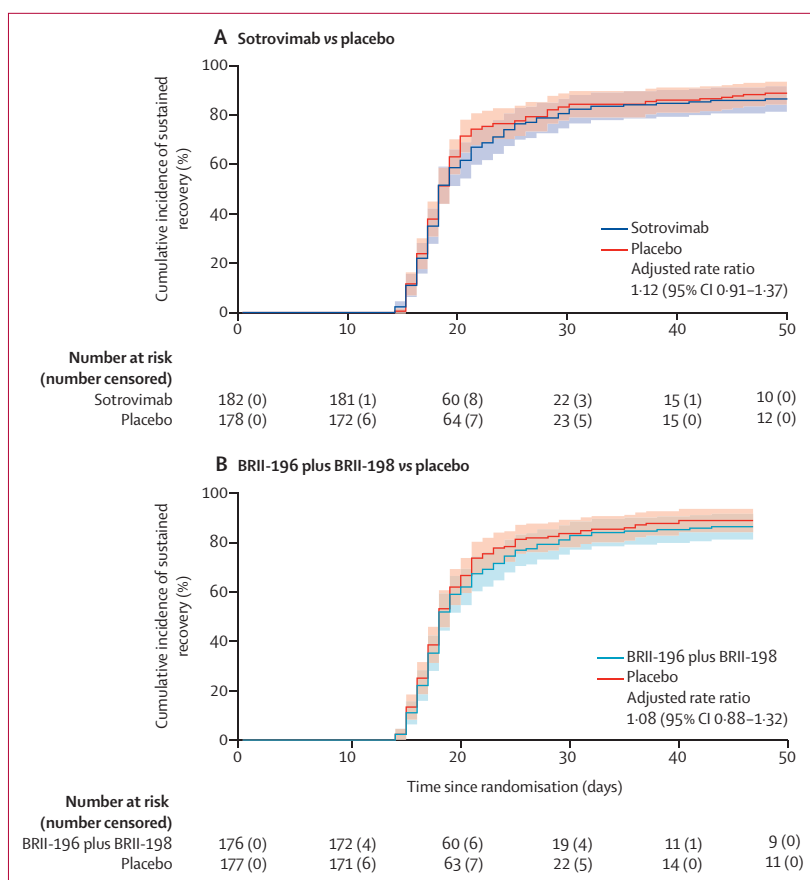 A Sotrovimab vs placebo
100
80
60
40
20
0
Cumulative incidence of sustained
recovery (%)
Sotrovimab
Placebo
Adjusted rate ratio
1·12 (95% CI 0·91–1·37)
0 10 20 30 40 50
Number at risk
(number censored)
Sotrovimab 182 (0) 181 (1) 60 (8) 22 (3) 15 (1) 10 (0)
Placebo 178 (0) 172 (6) 64 (7) 23 (5) 15 (0) 12 (0)
B BRII-196 plus BRII-198 vs placebo
100
80
60
40
20
0
Cumulative incidence of sustained
recovery (%)
BRII-196 plus BRII-198
Placebo
Adjusted rate ratio
1·08 (95% CI 0·88–1·32)
0 10 20 30 40 50
Time since randomisation (days)
Number at risk
(number censored)
BRII-196 plus BRII-198 176 (0) 172 (4) 60 (6) 19 (4) 11 (1) 9 (0)
Placebo 177 (0) 171 (6) 63 (7) 22 (5) 14 (0) 11 (0)